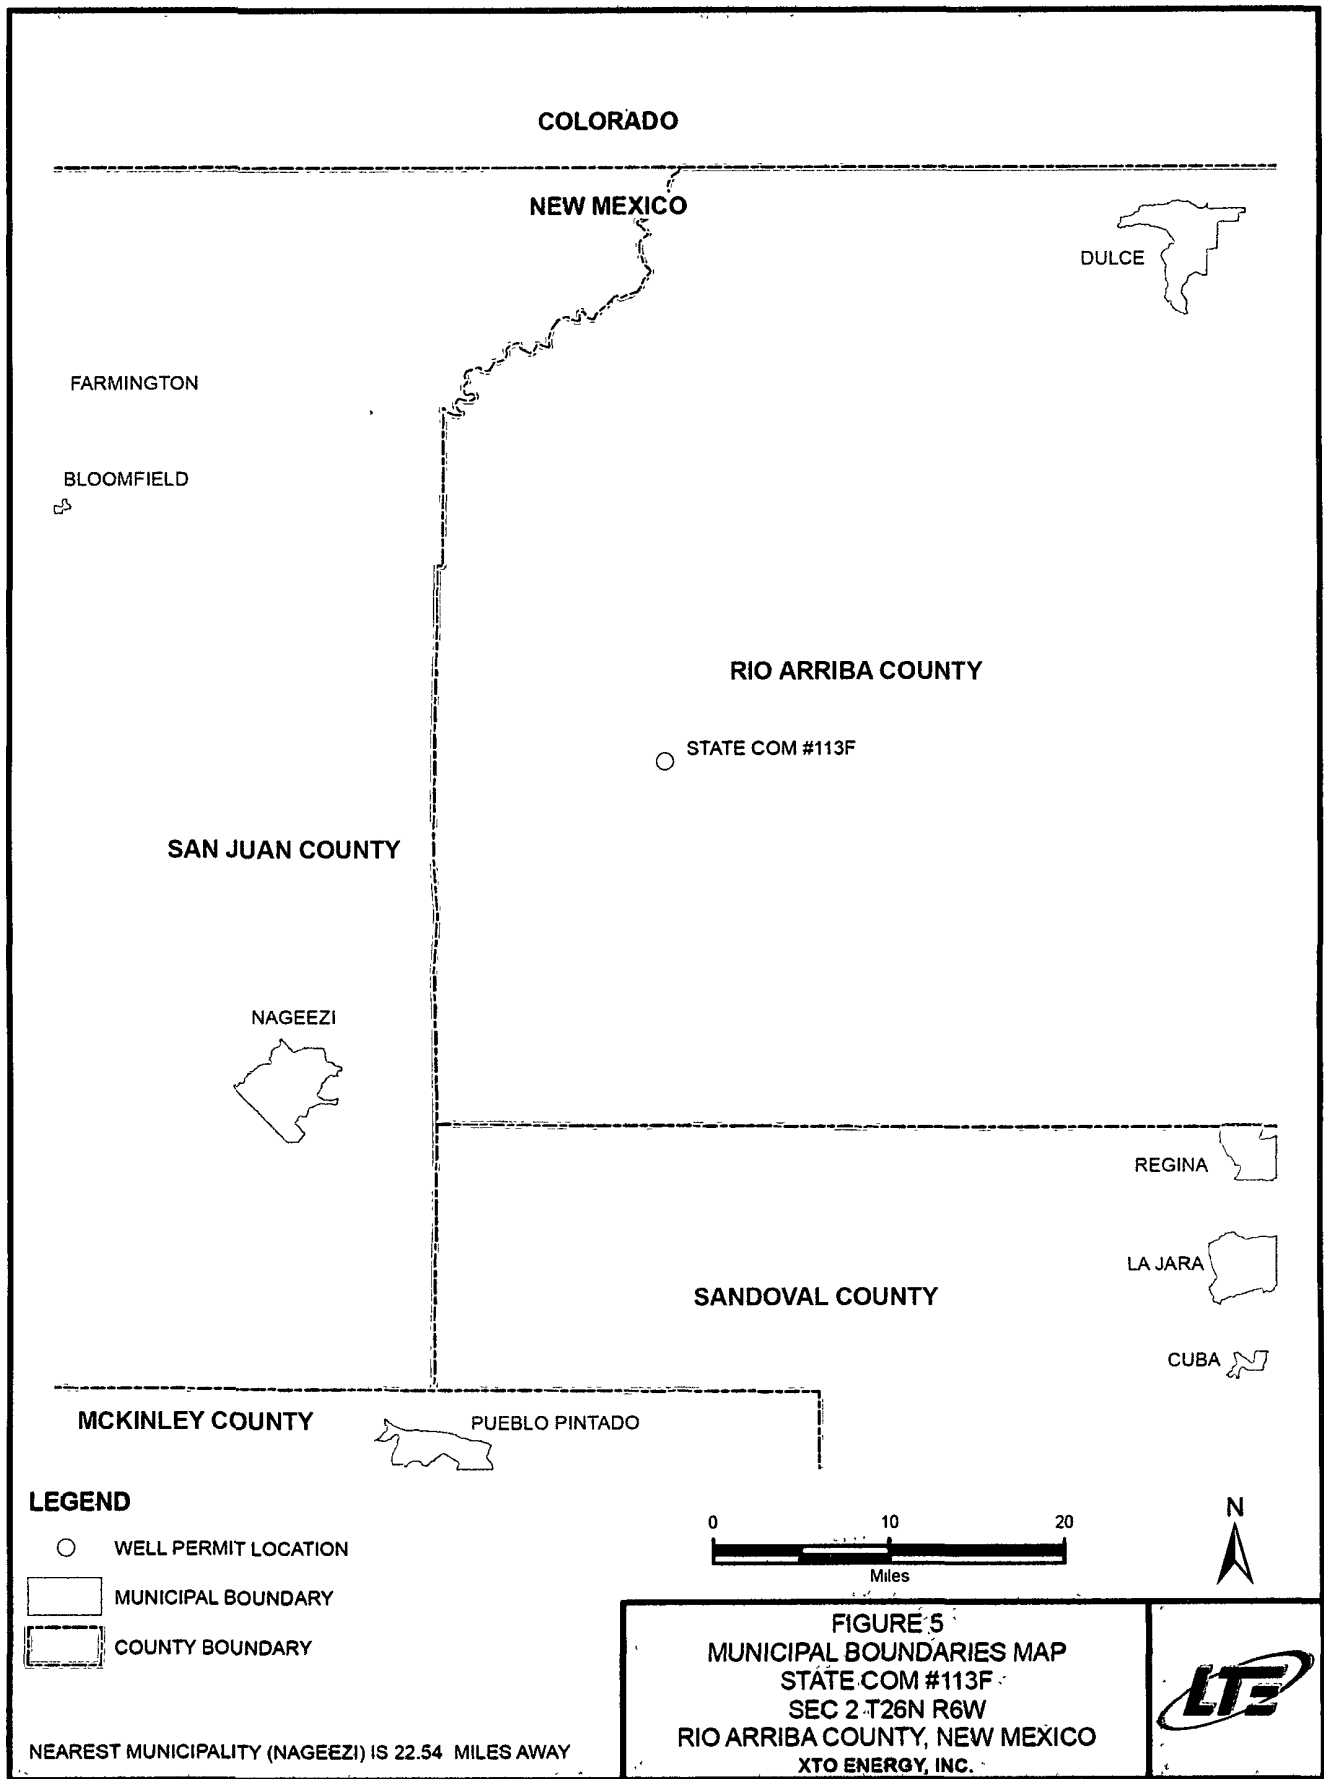 COLORADO
NEW MEXICO
DULCE
FARMINGTON
BLOOMFIELD
RIO ARRIBA COUNTY
STATE COM #113F
SAN JUAN COUNTY
NAGEEZI
REGINA
LA JARA
SANDOVAL COUNTY
CUBA
MCKINLEY COUNTY
PUEBLO PINTADO
LEGEND
WELL PERMIT LOCATION
MUNICIPAL BOUNDARY
COUNTY BOUNDARY
0 10 20
Miles
N
NEAREST MUNICIPALITY (NAGEEZI) IS 22.54 MILES AWAY
FIGURE 5
MUNICIPAL BOUNDARIES MAP
STATE COM #113F
SEC 2 T26N R6W
RIO ARRIBA COUNTY, NEW MEXICO
XTO ENERGY, INC.
LTE